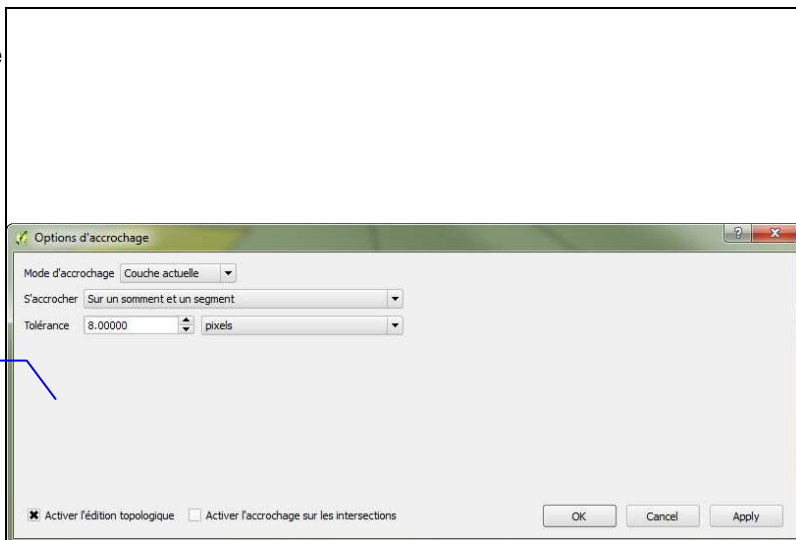 e
Options d'accrochage
Mode d'accrochage Couche actuelle
S'accrocher Sur un somment et un segment
Tolérance 8.00000 pixels
Activer l'édition topologique Activer l'accrochage sur les intersections OK Cancel Apply